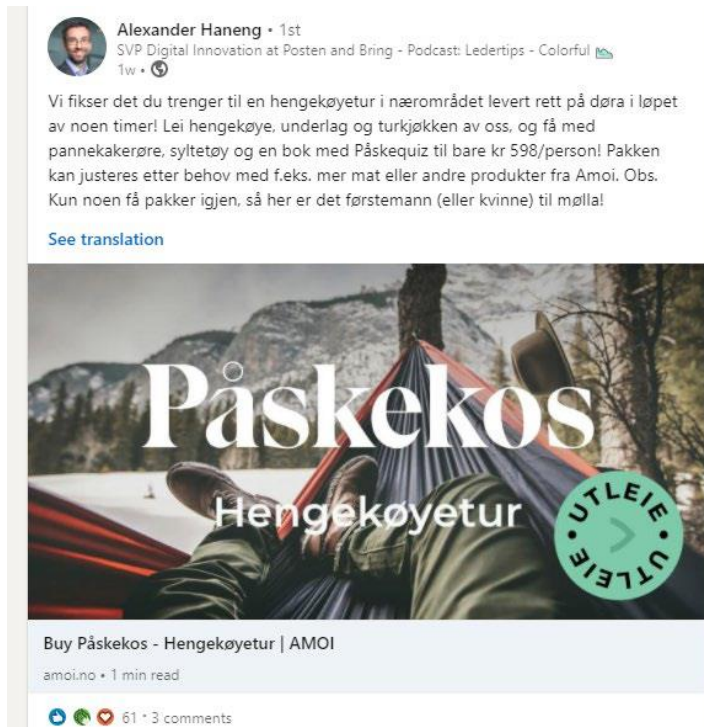 Alexander Haneng • 1st
SVP Digital Innovation at Posten and Bring - Podcast: Ledertips - Colorful
1w •
Vi fikser det du trenger til en hengekøyetur i nærområdet levert rett på døra i løpet
av noen timer! Lei hengekøye, underlag og turkjøkken av oss, og få med
pannekakerøre, syltetøy og en bok med Påskequiz til bare kr 598/person! Pakken
kan justeres etter behov med f.eks. mer mat eller andre produkter fra Amoi. Obs.
Kun noen få pakker igjen, så her er det førstemann (eller kvinne) til mølla!
See translation
Påskekos
Hengekøyetur
UTLEIE • UTLEIE •
Buy Påskekos - Hengekøyetur | AMOI
amoi.no • 1 min read
61 · 3 comments